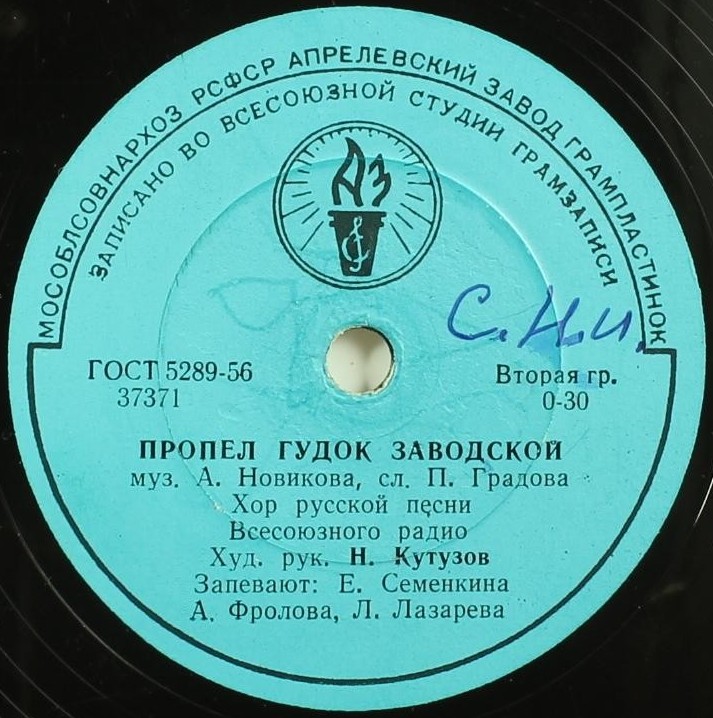 МОСОБЛСОВНАРХОЗ РСФСР АПРЕЛЕВСКИЙ ЗАВОД ГРАМПЛАСТИНОК
ЗАПИСАНО ВО ВСЕСОЮЗНОЙ СТУДИИ ГРАМЗАПИСИ
АЗ
С.Н.И.
ГОСТ 5289-56
37371
Вторая гр.
0-30
ПРОПЕЛ ГУДОК ЗАВОДСКОЙ
муз. А. Новикова, сл. П. Градова
Хор русской песни
Всесоюзного радио
Худ. рук. Н. Кутузов
Запевают: Е. Семенкина
А. Фролова, Л. Лазарева